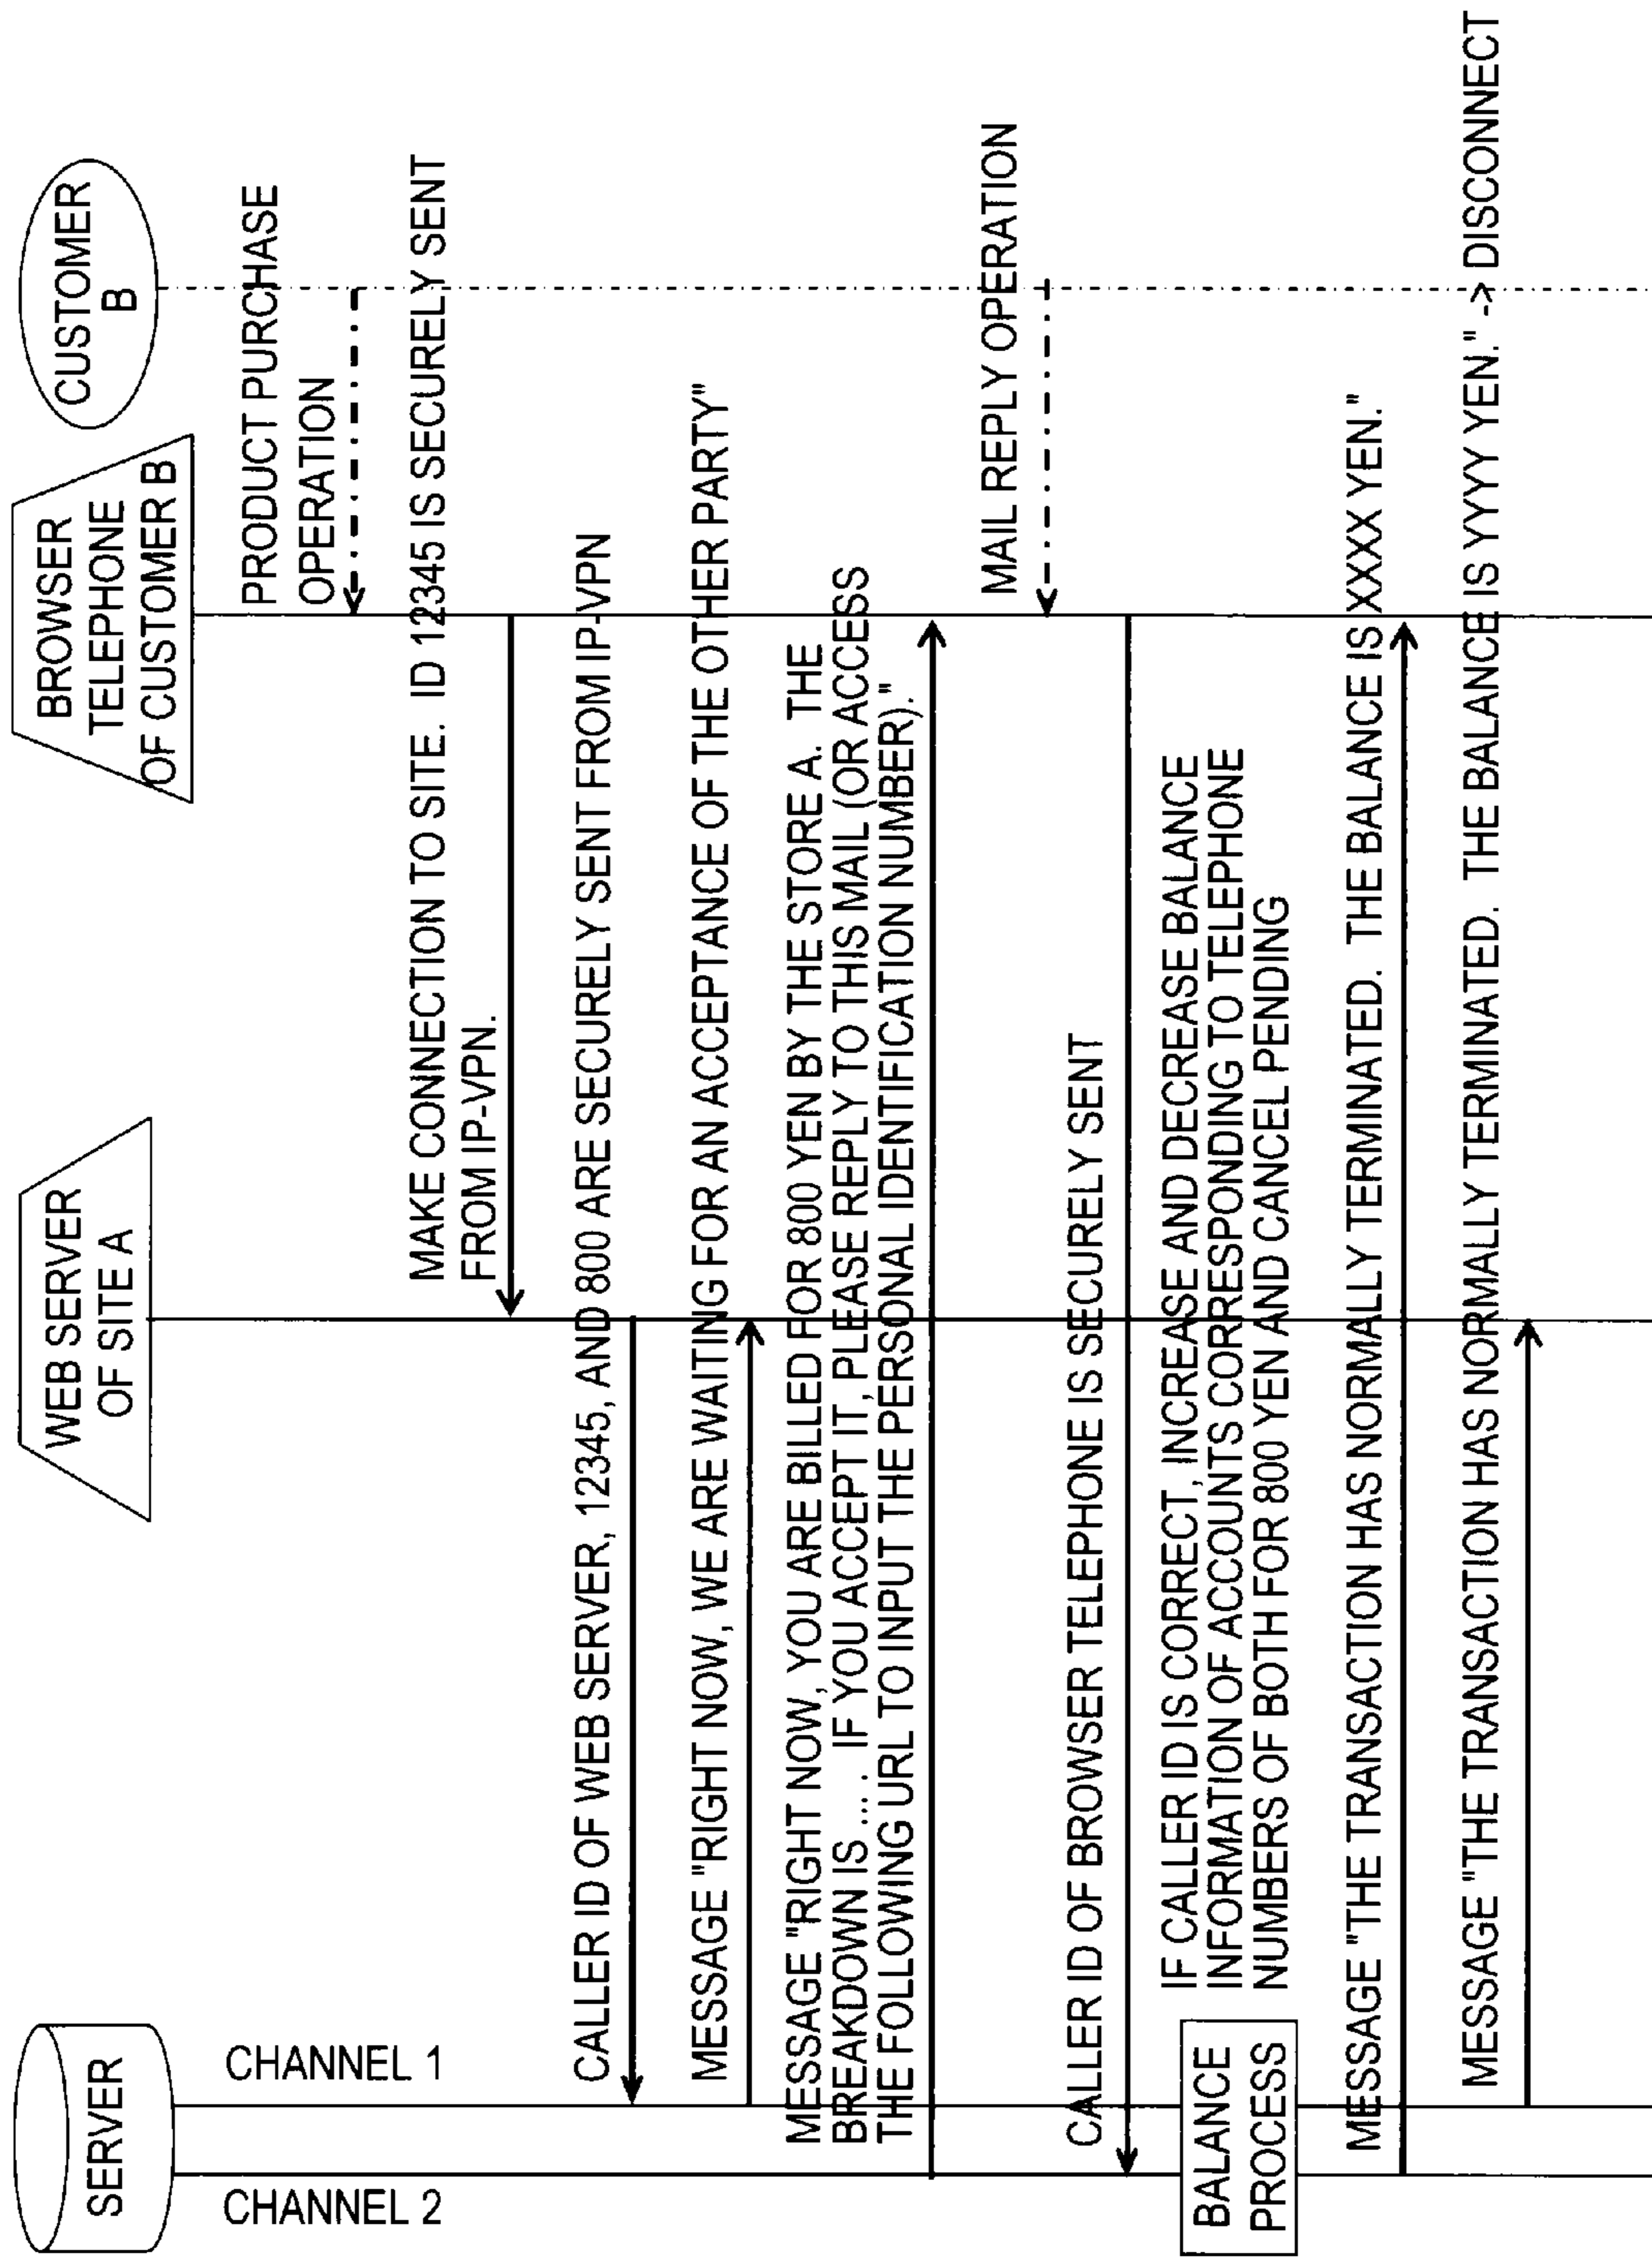 SERVER
WEB SERVER
OF SITE A
BROWSER
TELEPHONE
OF CUSTOMER B
CUSTOMER
B
CHANNEL 1
CHANNEL 2
PRODUCT PURCHASE
OPERATION
MAKE CONNECTION TO SITE. ID 12345 IS SECURELY SENT
FROM IP-VPN.
CALLER ID OF WEB SERVER, 12345, AND 800 ARE SECURELY SENT FROM IP-VPN
MESSAGE "RIGHT NOW, WE ARE WAITING FOR AN ACCEPTANCE OF THE OTHER PARTY"
MESSAGE "RIGHT NOW, YOU ARE BILLED FOR 800 YEN BY THE STORE A. THE
BREAKDOWN IS .... IF YOU ACCEPT IT, PLEASE REPLY TO THIS MAIL (OR ACCESS
THE FOLLOWING URL TO INPUT THE PERSONAL IDENTIFICATION NUMBER)."
MAIL REPLY OPERATION
CALLER ID OF BROWSER TELEPHONE IS SECURELY SENT
BALANCE
PROCESS
IF CALLER ID IS CORRECT, INCREASE AND DECREASE BALANCE
INFORMATION OF ACCOUNTS CORRESPONDING TO TELEPHONE
NUMBERS OF BOTH FOR 800 YEN AND CANCEL PENDING
MESSAGE "THE TRANSACTION HAS NORMALLY TERMINATED. THE BALANCE IS XXXX YEN."
MESSAGE "THE TRANSACTION HAS NORMALLY TERMINATED. THE BALANCE IS YYYY YEN." -> DISCONNECT